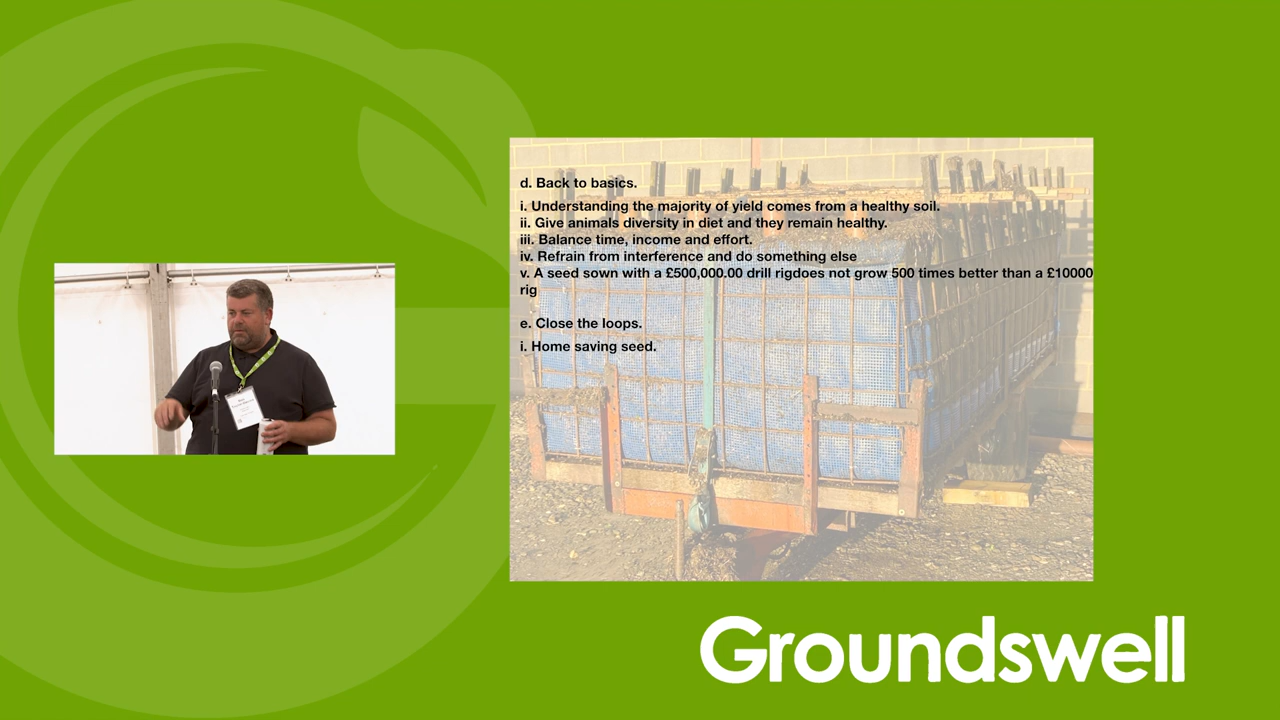 d. Back to basics.
i. Understanding the majority of yield comes from a healthy soil.
ii. Give animals diversity in diet and they remain healthy.
iii. Balance time, income and effort.
iv. Refrain from interference and do something else
v. A seed sown with a £500,000.00 drill rigdoes not grow 500 times better than a £10000
rig
e. Close the loops.
i. Home saving seed.
Groundswell